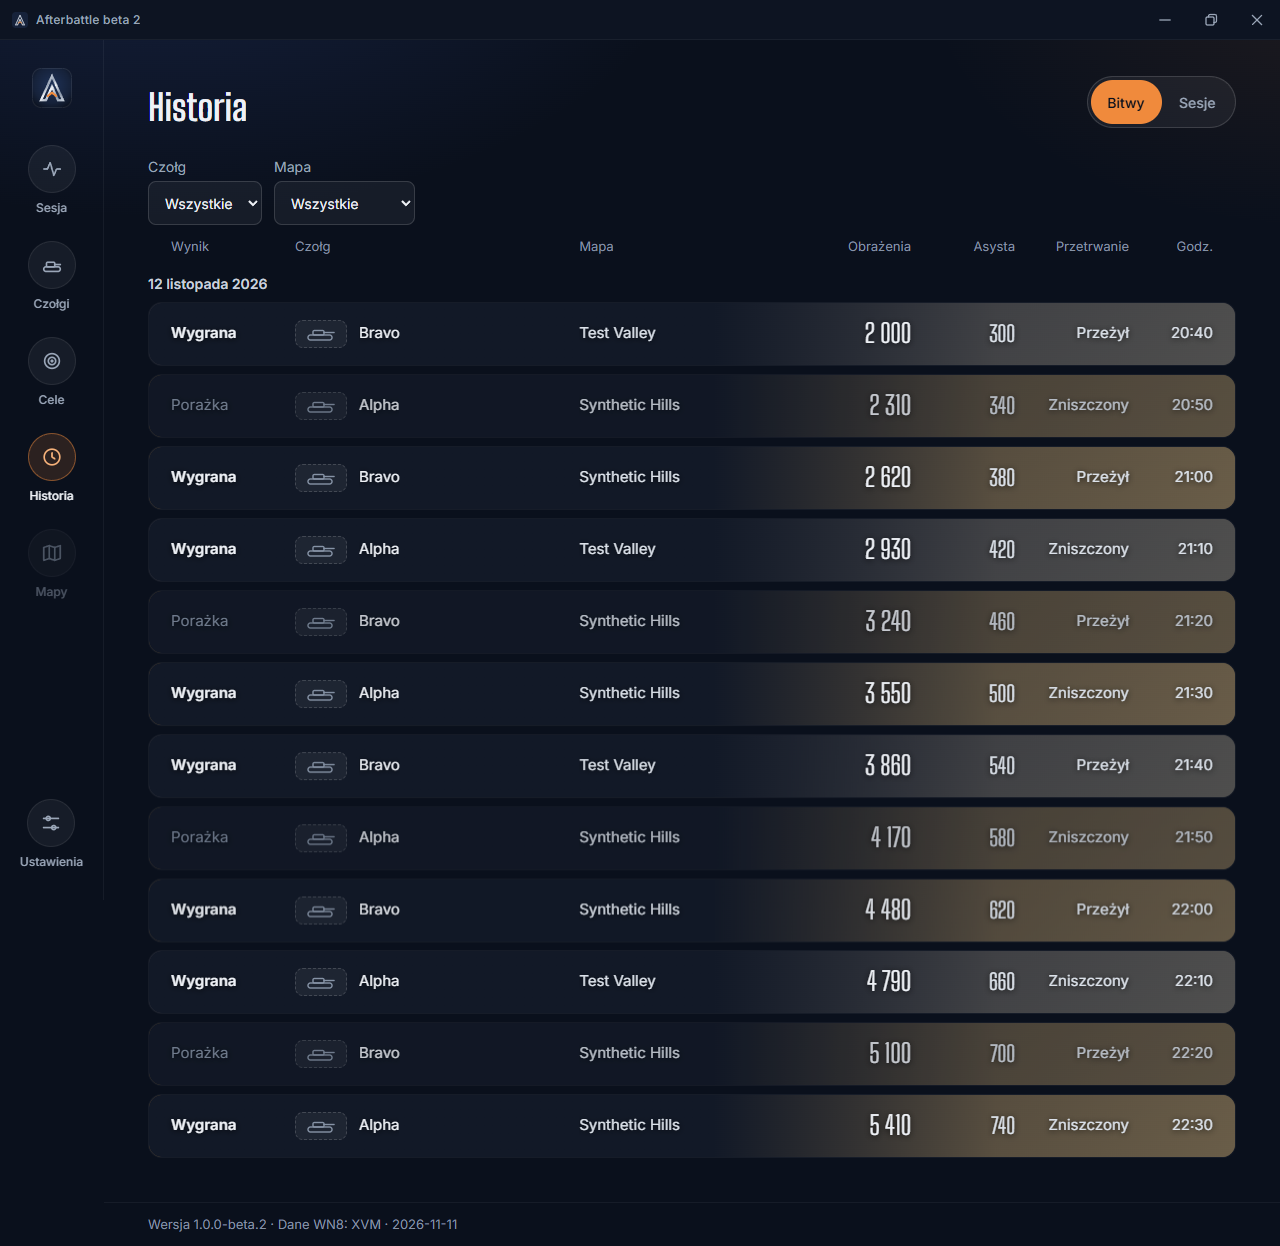 Afterbattle beta 2
Historia
Bitwy Sesje
Sesja
Czołgi
Cele
Historia
Mapy
Ustawienia
Czołg Mapa
Wszystkie Wszystkie
Wynik Czołg Mapa Obrażenia Asysta Przetrwanie Godz.
12 listopada 2026
Wygrana Bravo Test Valley 2 000 300 Przeżył 20:40
Porażka Alpha Synthetic Hills 2 310 340 Zniszczony 20:50
Wygrana Bravo Synthetic Hills 2 620 380 Przeżył 21:00
Wygrana Alpha Test Valley 2 930 420 Zniszczony 21:10
Porażka Bravo Synthetic Hills 3 240 460 Przeżył 21:20
Wygrana Alpha Synthetic Hills 3 550 500 Zniszczony 21:30
Wygrana Bravo Test Valley 3 860 540 Przeżył 21:40
Porażka Alpha Synthetic Hills 4 170 580 Zniszczony 21:50
Wygrana Bravo Synthetic Hills 4 480 620 Przeżył 22:00
Wygrana Alpha Test Valley 4 790 660 Zniszczony 22:10
Porażka Bravo Synthetic Hills 5 100 700 Przeżył 22:20
Wygrana Alpha Synthetic Hills 5 410 740 Zniszczony 22:30
Wersja 1.0.0-beta.2 · Dane WN8: XVM · 2026-11-11